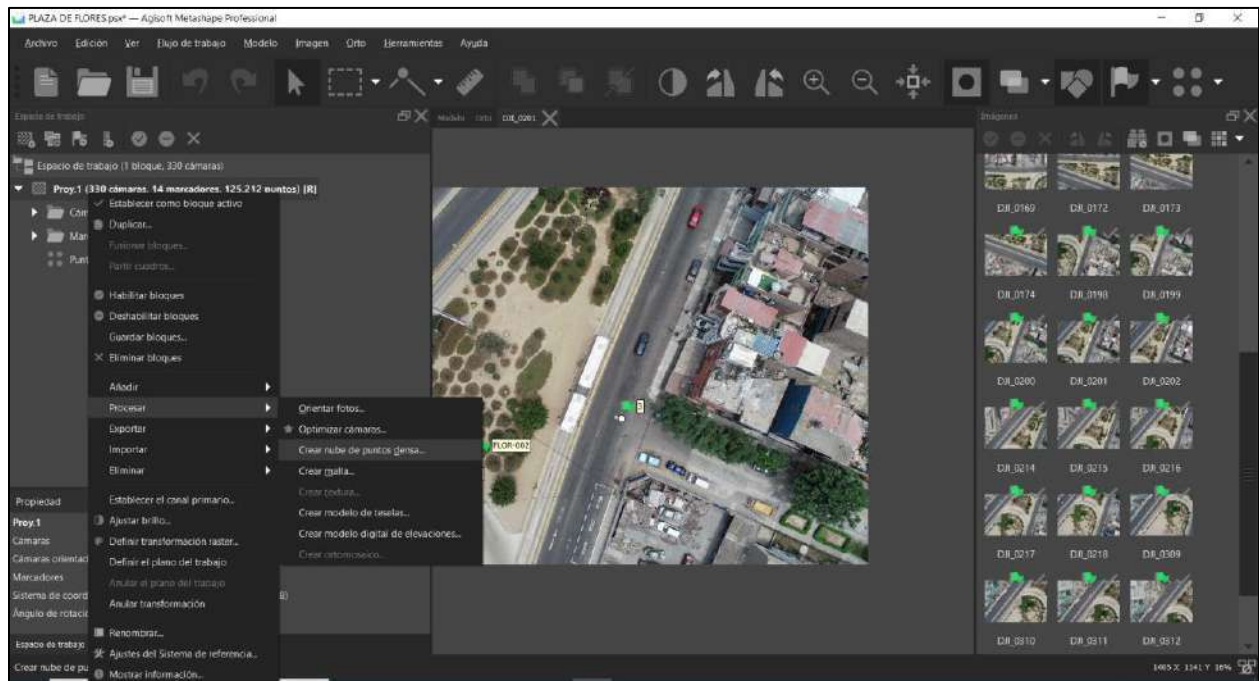 PLAZA DE FLORES.psx* — Agisoft Metashape Professional
Archivo Edición Ver Flujo de trabajo Modelo Imagen Orto Herramientas Ayuda
Espacio de trabajo
Modelo Orto DJI_0201
Imágenes
Espacio de trabajo (1 bloque, 330 cámaras)
Proy.1 (330 cámaras, 14 marcadores, 125.212 puntos) [R]
Establecer como bloque activo
Duplicar...
Fusionar bloques...
Partir cuadros...
Habilitar bloques
Deshabilitar bloques
Guardar bloques...
Eliminar bloques
Añadir
Procesar
Exportar
Importar
Eliminar
Establecer el canal primario...
Ajustar brillo...
Definir transformación raster...
Definir el plano del trabajo
Anular el plano del trabajo
Anular transformación
Renombrar...
Ajustes del Sistema de referencia...
Mostrar información...
Orientar fotos...
Optimizar cámaras...
Crear nube de puntos densa...
Crear malla...
Crear textura...
Crear modelo de teselas...
Crear modelo digital de elevaciones...
Crear ortomosaico...
FLOR-002
3
Propiedad
Proy.1
Cámaras
Cámaras orientad
Marcadores
Sistema de coord
Ángulo de rotació
Espacio de trabajo
Crear nube de pu
DJI_0169 DJI_0172 DJI_0173
DJI_0174 DJI_0198 DJI_0199
DJI_0200 DJI_0201 DJI_0202
DJI_0214 DJI_0215 DJI_0216
DJI_0217 DJI_0218 DJI_0309
DJI_0310 DJI_0311 DJI_0312
16%